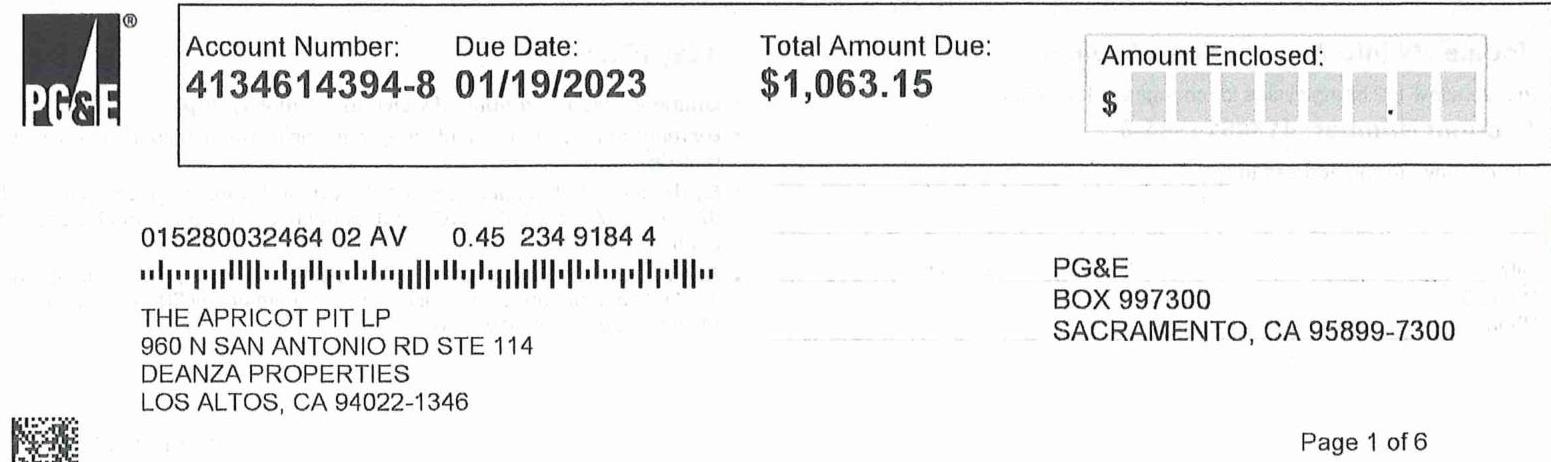 ®
PG&E
Account Number: Due Date: Total Amount Due: Amount Enclosed:
4134614394-8 01/19/2023 $1,063.15 $ .
015280032464 02 AV 0.45 234 9184 4
THE APRICOT PIT LP
960 N SAN ANTONIO RD STE 114
DEANZA PROPERTIES
LOS ALTOS, CA 94022-1346
PG&E
BOX 997300
SACRAMENTO, CA 95899-7300
Page 1 of 6